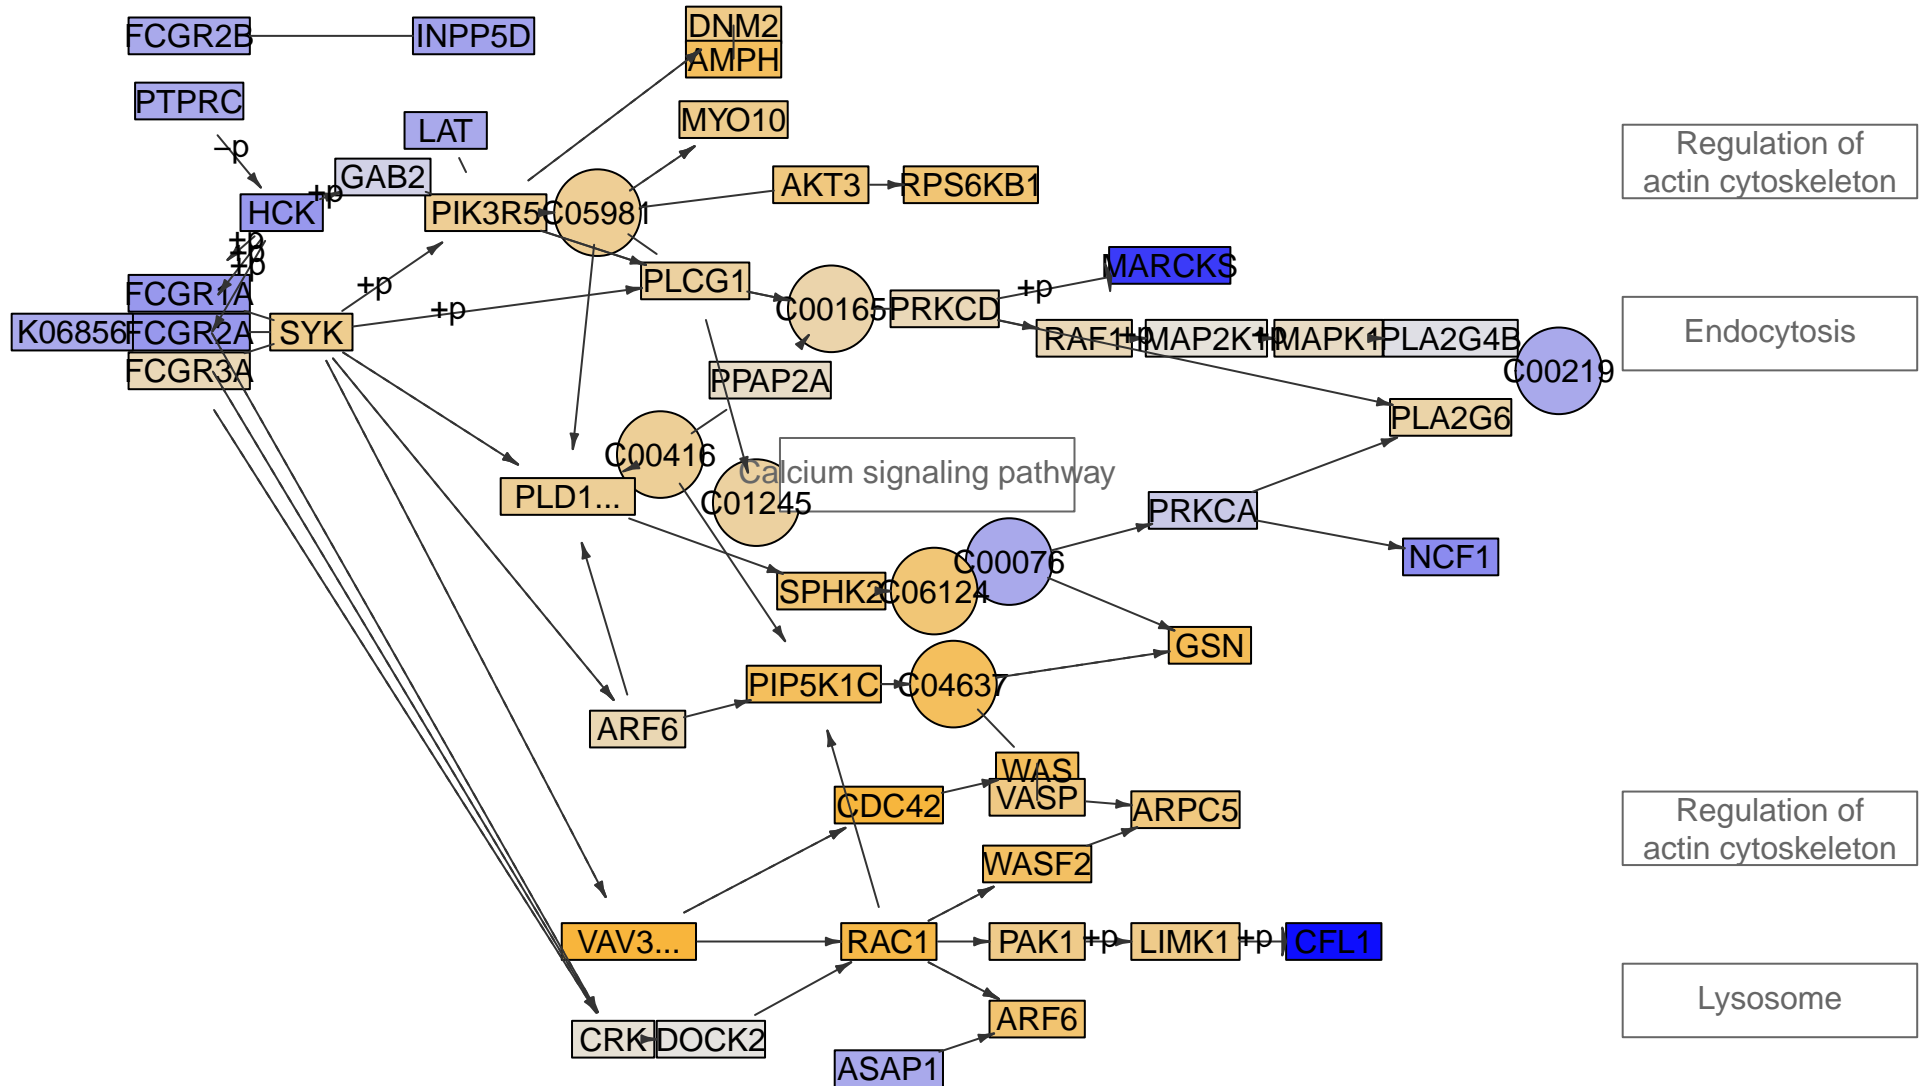 FCGR2B
INPP5D
DNM2
AMPH
PTPRC
LAT
MYO10
Regulation of
actin cytoskeleton
−p
GAB2
+p
HCK
PIK3R5
C05981
AKT3
RPS6KB1
+p
+p
+p
FCGR1A
+p
PLCG1
+p
MARCKS
+p
C00165
PRKCD
K06856
FCGR2A
SYK
RAF1
+p
MAP2K1
+p
MAPK1
PLA2G4B
C00219
Endocytosis
FCGR3A
PPAP2A
PLA2G6
C00416
Calcium signaling pathway
PLD1...
C01245
PRKCA
NCF1
C00076
SPHK2
C06124
GSN
PIP5K1C
C04637
ARF6
WAS
VASP
CDC42
ARPC5
Regulation of
actin cytoskeleton
WASF2
VAV3...
RAC1
PAK1
+p
LIMK1
+p
CFL1
Lysosome
ARF6
CRK
DOCK2
ASAP1